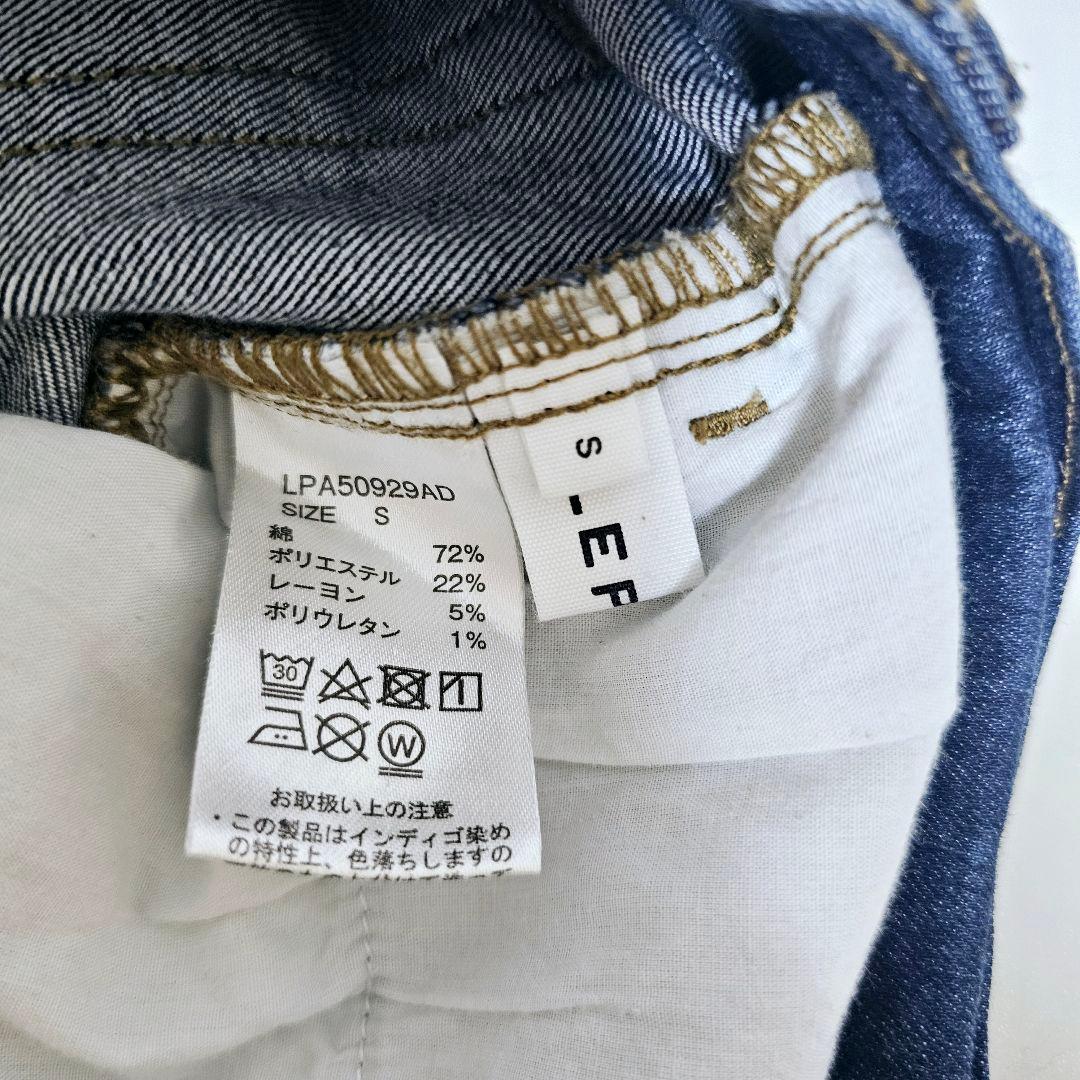 LPA50929AD
SIZE S
綿 72%
ポリエステル 22%
レーヨン 5%
ポリウレタン 1%
30
W
お取扱い上の注意
・この製品はインディゴ染め
の特性上、色落ちしますの
S